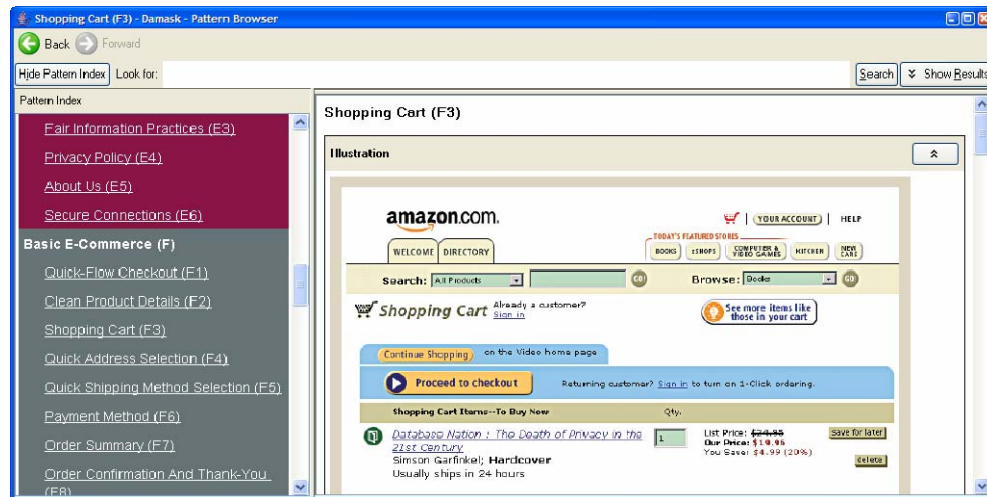 Shopping Cart (F3) - Damask - Pattern Browser
Back Forward
Hide Pattern Index Look for: Search Show Results
Pattern Index
Fair Information Practices (E3)
Privacy Policy (E4)
About Us (E5)
Secure Connections (E6)
Basic E-Commerce (F)
Quick-Flow Checkout (F1)
Clean Product Details (F2)
Shopping Cart (F3)
Quick Address Selection (F4)
Quick Shipping Method Selection (F5)
Payment Method (F6)
Order Summary (F7)
Order Confirmation And Thank-You
(F8)
Shopping Cart (F3)
Illustration
amazon.com.
YOUR ACCOUNT | HELP
TODAY'S FEATURED STORES
WELCOME DIRECTORY
BOOKS zSHOPS COMPUTER & VIDEO GAMES KITCHEN NEW CARS
Search: All Products GO! Browse: Books GO!
Shopping Cart Already a customer?
Sign in
See more items like
those in your cart
Continue Shopping on the Video home page
Proceed to checkout Returning customer? Sign in to turn on 1-Click ordering.
Shopping Cart Items--To Buy Now Qty.
Database Nation : The Death of Privacy in the
21st Century
Simson Garfinkel; Hardcover
Usually ships in 24 hours
1
List Price: $24.95
Our Price: $19.96
You Save: $4.99 (20%)
Save for later
delete